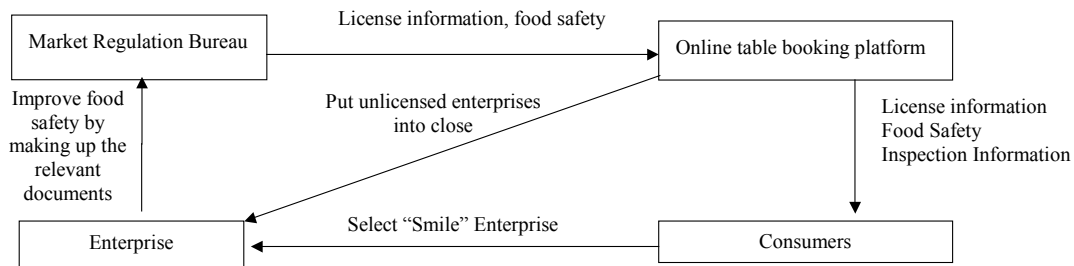 License information, food safety
Market Regulation Bureau
Online table booking platform
Improve food
safety by
making up the
relevant
documents
Put unlicensed enterprises
into close
License information
Food Safety
Inspection Information
Select “Smile” Enterprise
Enterprise
Consumers